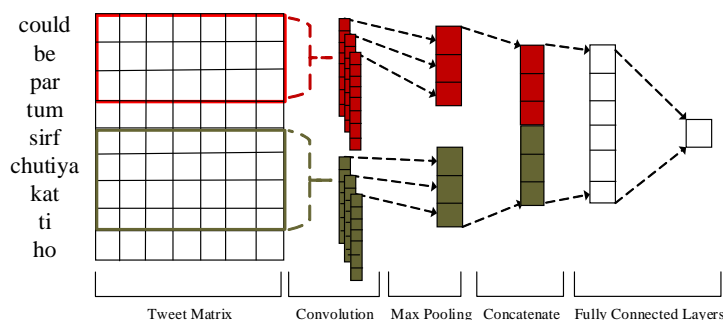 could
be
par
tum
sirf
chutiya
kat
ti
ho
Tweet Matrix
Convolution
Max Pooling
Concatenate
Fully Connected Layers